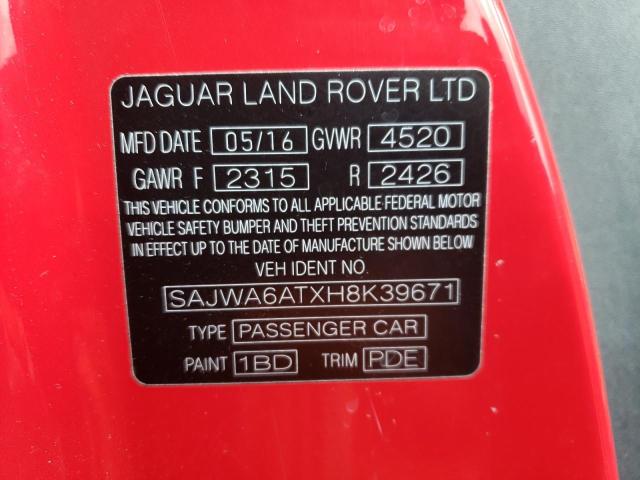 JAGUAR LAND ROVER LTD
MFD DATE 05/16 GVWR 4520
GAWR F 2315 R 2426
THIS VEHICLE CONFORMS TO ALL APPLICABLE FEDERAL MOTOR
VEHICLE SAFETY BUMPER AND THEFT PREVENTION STANDARDS
IN EFFECT UP TO THE DATE OF MANUFACTURE SHOWN BELOW
VEH IDENT NO.
SAJWA6ATXH8K39671
TYPE PASSENGER CAR
PAINT 1BD TRIM PDE